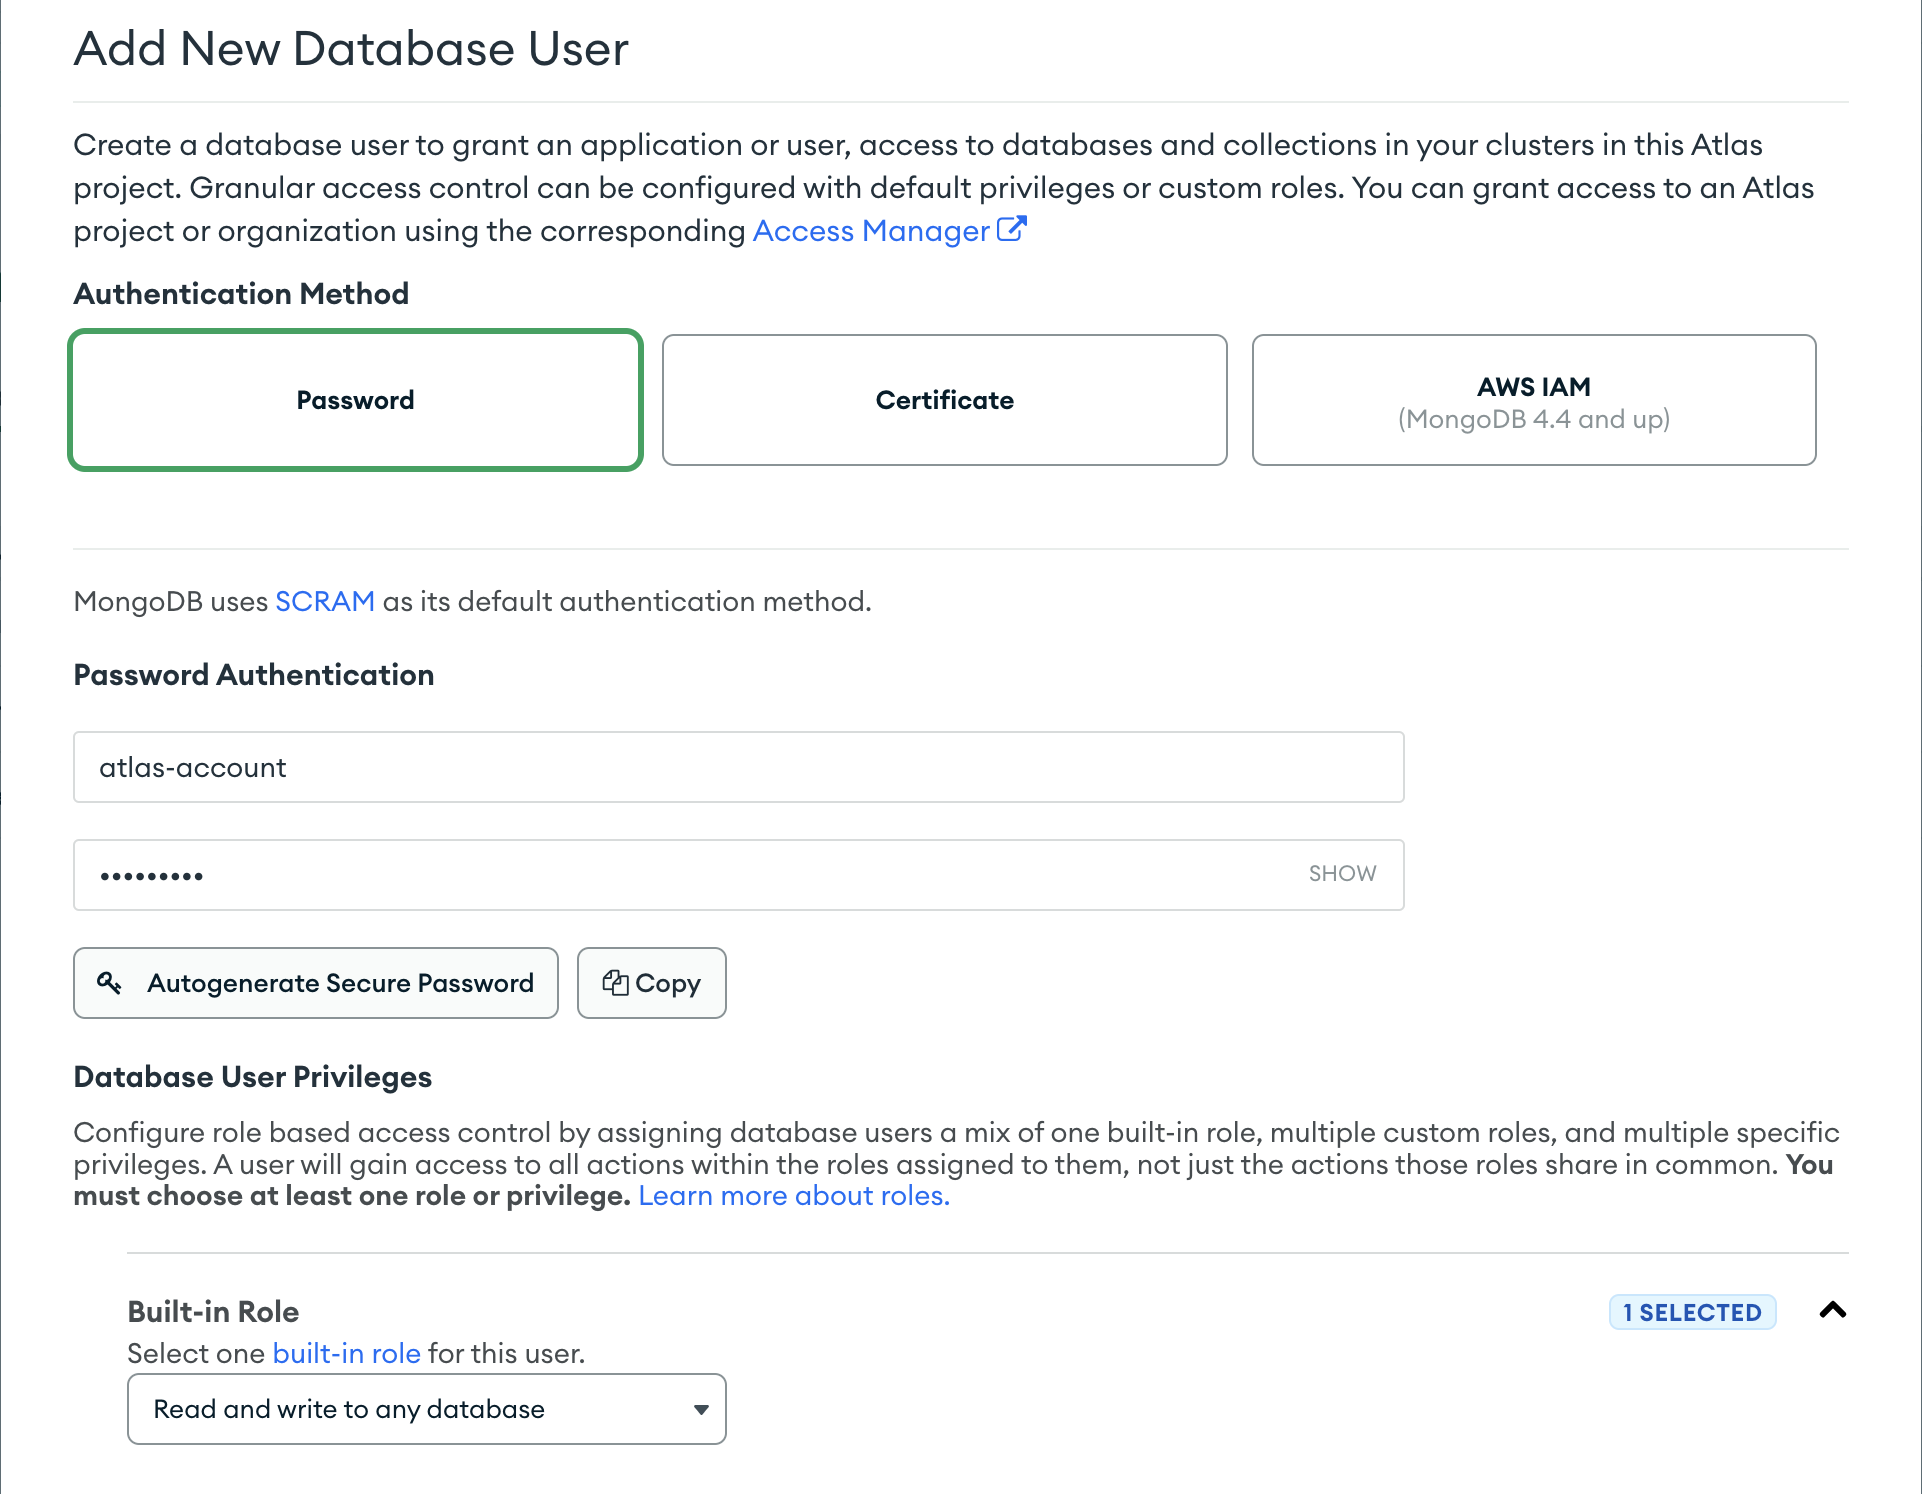 Add New Database User
Create a database user to grant an application or user, access to databases and collections in your clusters in this Atlas
project. Granular access control can be configured with default privileges or custom roles. You can grant access to an Atlas
project or organization using the corresponding Access Manager
Authentication Method
Password
Certificate
AWS IAM
(MongoDB 4.4 and up)
MongoDB uses SCRAM as its default authentication method.
Password Authentication
atlas-account
•••••••••
SHOW
Autogenerate Secure Password
Copy
Database User Privileges
Configure role based access control by assigning database users a mix of one built-in role, multiple custom roles, and multiple specific
privileges. A user will gain access to all actions within the roles assigned to them, not just the actions those roles share in common. You
must choose at least one role or privilege. Learn more about roles.
Built-in Role
1 SELECTED
Select one built-in role for this user.
Read and write to any database